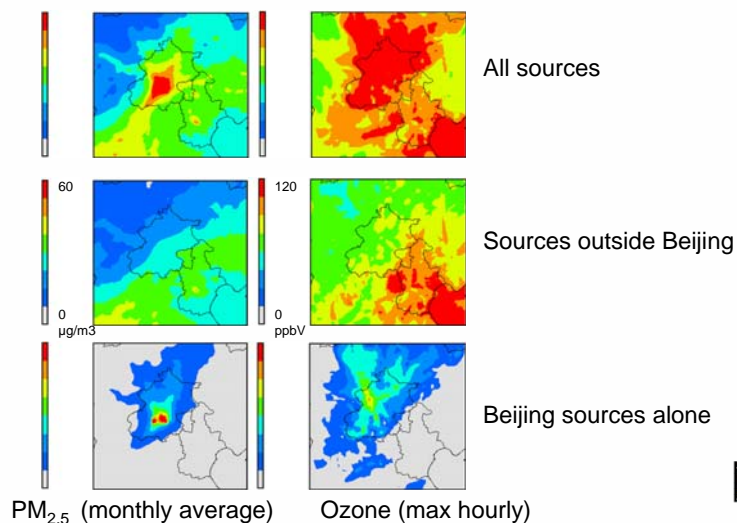 All sources
60
120
Sources outside Beijing
0
0
µg/m3
ppbV
Beijing sources alone
PM2.5 (monthly average)
Ozone (max hourly)